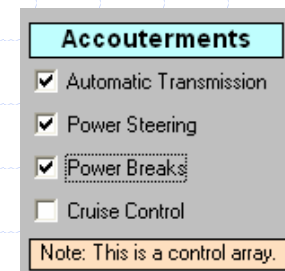 Accouterments
Automatic Transmission
Power Steering
Power Breaks
Cruise Control
Note: This is a control array.